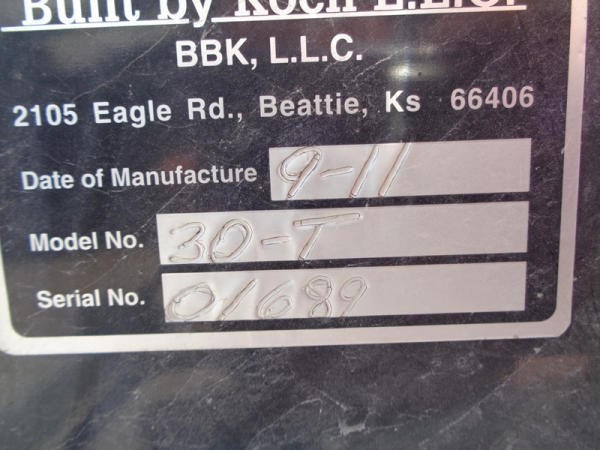 Built by Koch L.L.C.
BBK, L.L.C.
2105 Eagle Rd., Beattie, Ks 66406
Date of Manufacture 9-11
Model No. 30-T
Serial No. 01689